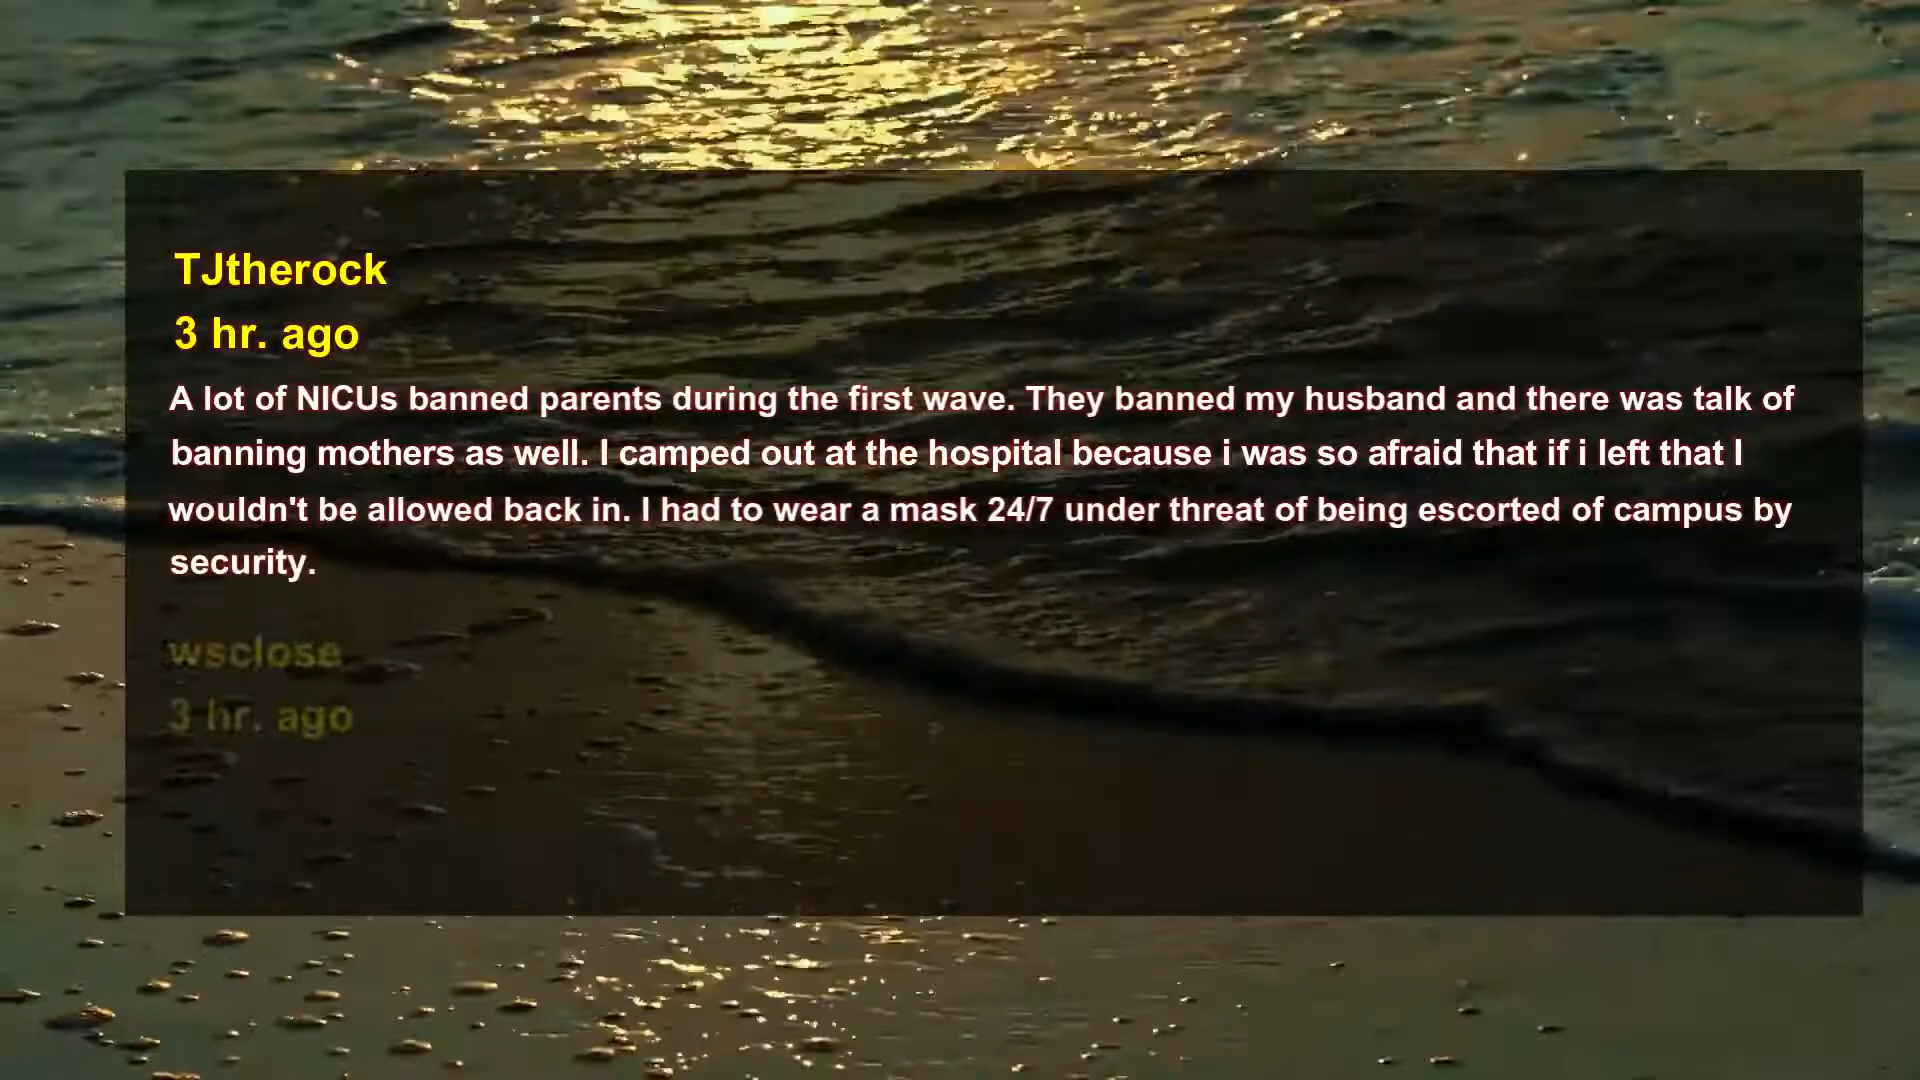 TJtherock
3 hr. ago
A lot of NICUs banned parents during the first wave. They banned my husband and there was talk of
banning mothers as well. I camped out at the hospital because i was so afraid that if i left that I
wouldn't be allowed back in. I had to wear a mask 24/7 under threat of being escorted of campus by
security.
wsclose
3 hr. ago